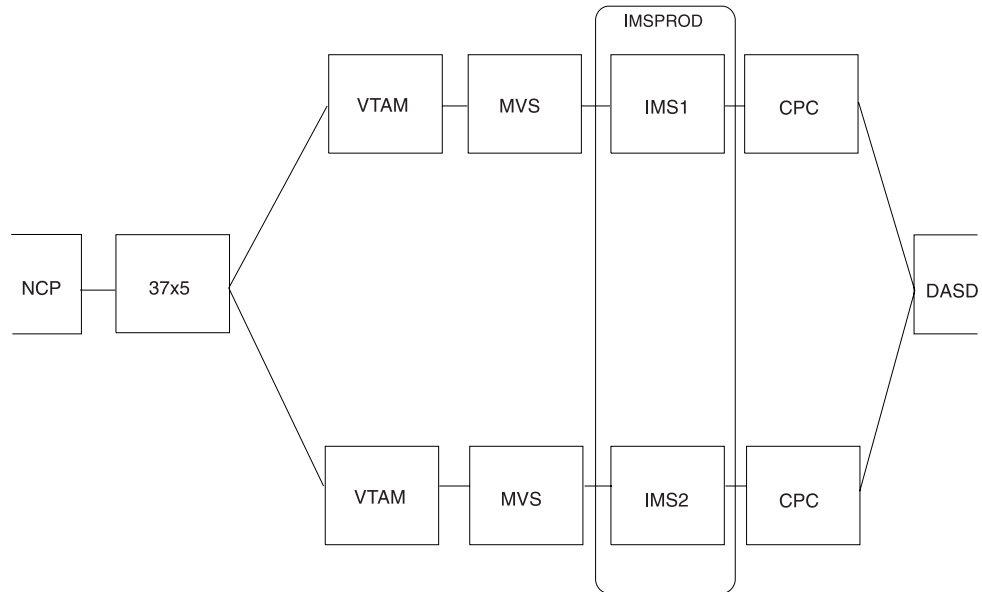 IMSPROD
VTAM
MVS
IMS1
CPC
NCP
37x5
DASD
VTAM
MVS
IMS2
CPC